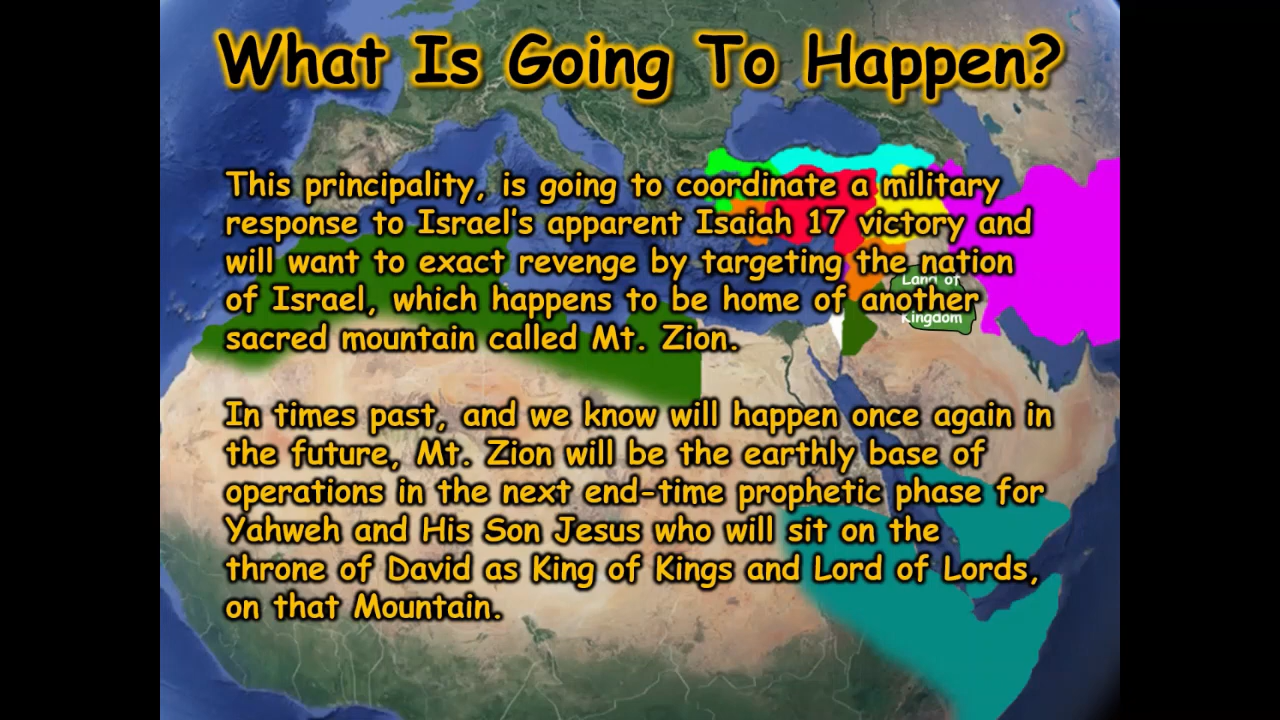 What Is Going To Happen?
This principality, is going to coordinate a military
response to Israel's apparent Isaiah 17 victory and
will want to exact revenge by targeting the nation
Land of
of Israel, which happens to be home of another
Kingdom
sacred mountain called Mt. Zion.
In times past, and we know will happen once again in
the future, Mt. Zion will be the earthly base of
operations in the next end-time prophetic phase for
Yahweh and His Son Jesus who will sit on the
throne of David as King of Kings and Lord of Lords,
on that Mountain.